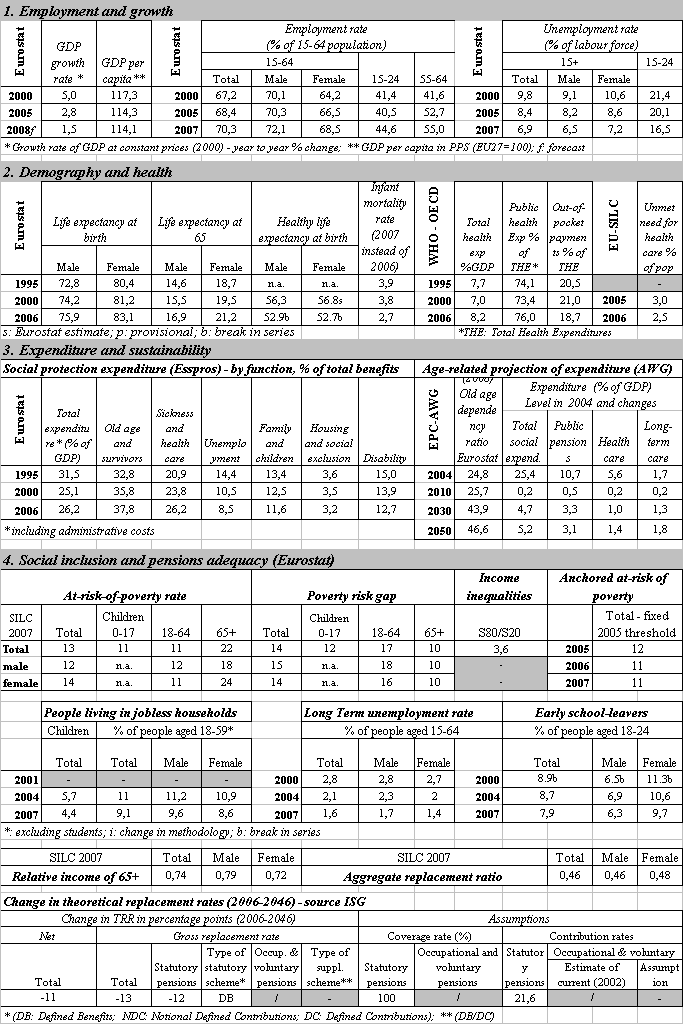 1. Employment and growth
Eurostat GDP growth rate * GDP per capita** Eurostat Employment rate (% of 15-64 population) Eurostat Unemployment rate (% of labour force)
15-64 15-24 55-64 15+ 15-24
Total Male Female Total Male Female
2000 5,0 117,3 2000 67,2 70,1 64,2 41,4 41,6 2000 9,8 9,1 10,6 21,4
2005 2,8 114,3 2005 68,4 70,3 66,5 40,5 52,7 2005 8,4 8,2 8,6 20,1
2008f 1,5 114,1 2007 70,3 72,1 68,5 44,6 55,0 2007 6,9 6,5 7,2 16,5
* Growth rate of GDP at constant prices (2000) - year to year % change; ** GDP per capita in PPS (EU27=100); f: forecast
2. Demography and health
Eurostat Life expectancy at birth Life expectancy at 65 Healthy life expectancy at birth Infant mortality rate (2007 instead of 2006) WHO - OECD Total health exp %GDP Public health Exp % of THE* Out-of-pocket payments % of THE EU-SILC Unmet need for health care % of pop
Male Female Male Female Male Female
1995 72,8 80,4 14,6 18,7 n.a. n.a. 3,9 1995 7,7 74,1 20,5 -
2000 74,2 81,2 15,5 19,5 56,3 56.8s 3,8 2000 7,0 73,4 21,0 2005 3,0
2006 75,9 83,1 16,9 21,2 52.9b 52.7b 2,7 2006 8,2 76,0 18,7 2006 2,5
s: Eurostat estimate; p: provisional; b: break in series *THE: Total Health Expenditures
3. Expenditure and sustainability
Social protection expenditure (Esspros) - by function, % of total benefits Age-related projection of expenditure (AWG)
Eurostat Total expenditure* (% of GDP) Old age and survivors Sickness and health care Unemployment Family and children Housing and social exclusion Disability EPC-AWG (2008) Old age dependency ratio Eurostat Expenditure (% of GDP) Level in 2004 and changes
Total social expend. Public pensions Health care Long-term care
1995 31,5 32,8 20,9 14,4 13,4 3,6 15,0 2004 24,8 25,4 10,7 5,6 1,7
2000 25,1 35,8 23,8 10,5 12,5 3,5 13,9 2010 25,7 0,2 0,5 0,2 0,2
2006 26,2 37,8 26,2 8,5 11,6 3,2 12,7 2030 43,9 4,7 3,3 1,0 1,3
*including administrative costs 2050 46,6 5,2 3,1 1,4 1,8
4. Social inclusion and pensions adequacy (Eurostat)
At-risk-of-poverty rate Poverty risk gap Income inequalities Anchored at-risk of poverty
SILC 2007 Total Children 0-17 18-64 65+ Total Children 0-17 18-64 65+ S80/S20 Total - fixed 2005 threshold
Total 13 11 11 22 14 12 17 10 3,6 2005 12
male 12 n.a. 12 18 15 n.a. 18 10 - 2006 11
female 14 n.a. 11 24 14 n.a. 16 10 - 2007 11
People living in jobless households Long Term unemployment rate Early school-leavers
Children % of people aged 18-59* % of people aged 15-64 % of people aged 18-24
Total Total Male Female Total Male Female Total Male Female
2001 - - - - 2000 2,8 2,8 2,7 2000 8.9b 6.5b 11.3b
2004 5,7 11 11,2 10,9 2004 2,1 2,3 2 2004 8,7 6,9 10,6
2007 4,4 9,1 9,6 8,6 2007 1,6 1,7 1,4 2007 7,9 6,3 9,7
*: excluding students; i: change in methodology; b: break in series
SILC 2007 Total Male Female SILC 2007 Total Male Female
Relative income of 65+ 0,74 0,79 0,72 Aggregate replacement ratio 0,46 0,46 0,48
Change in theoretical replacement rates (2006-2046) - source ISG
Change in TRR in percentage points (2006-2046) Assumptions
Net Gross replacement rate Coverage rate (%) Contribution rates
Total Total Statutory pensions Type of statutory scheme* Occup. & voluntary pensions Type of suppl. scheme** Statutory pensions Occupational and voluntary pensions Statutory pensions Occupational & voluntary
Estimate of current (2002) Assumption
-11 -13 -12 DB / - 100 / 21,6 / -
* (DB: Defined Benefits; NDC: Notional Defined Contributions; DC: Defined Contributions); ** (DB/DC)